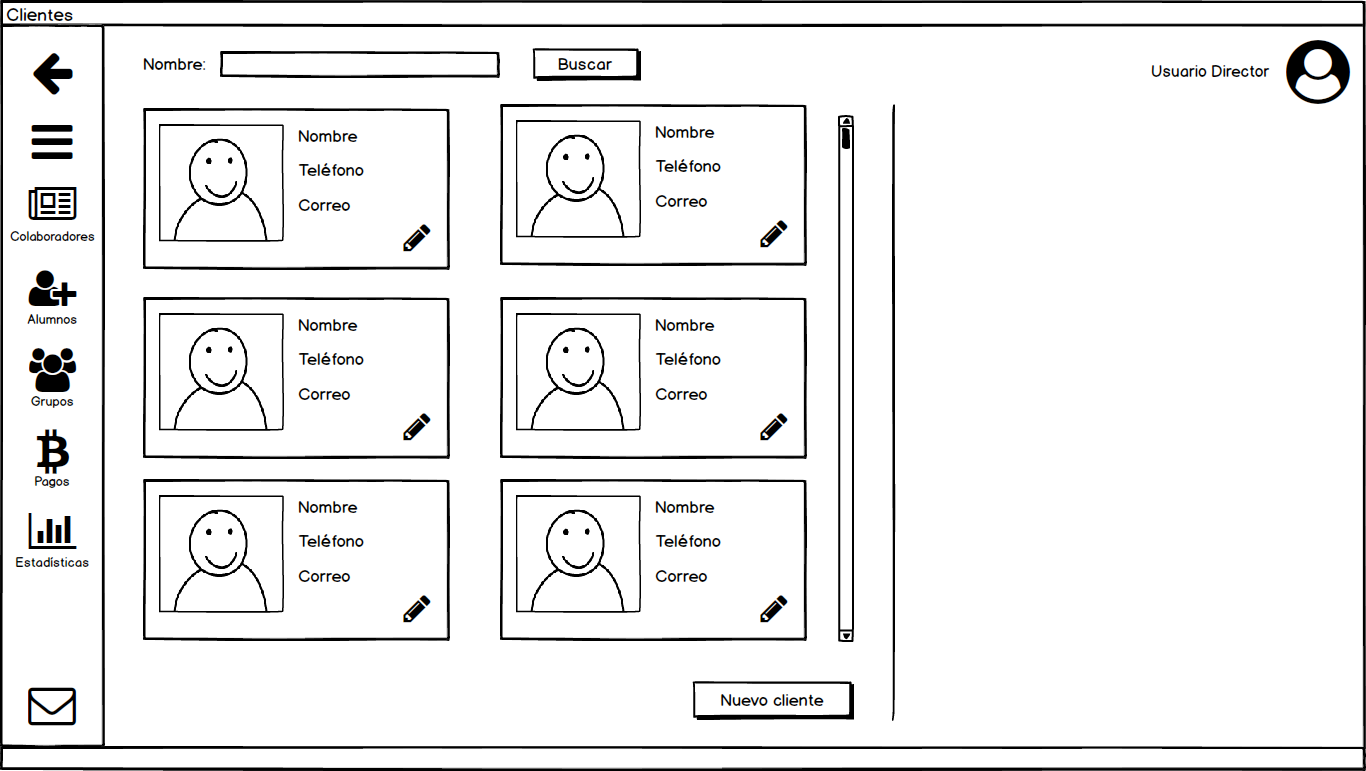 Clientes
Nombre:
Buscar
Usuario Director
Colaboradores
Alumnos
Grupos
Pagos
Estadísticas
Nombre
Teléfono
Correo
Nombre
Teléfono
Correo
Nombre
Teléfono
Correo
Nombre
Teléfono
Correo
Nombre
Teléfono
Correo
Nombre
Teléfono
Correo
Nuevo cliente